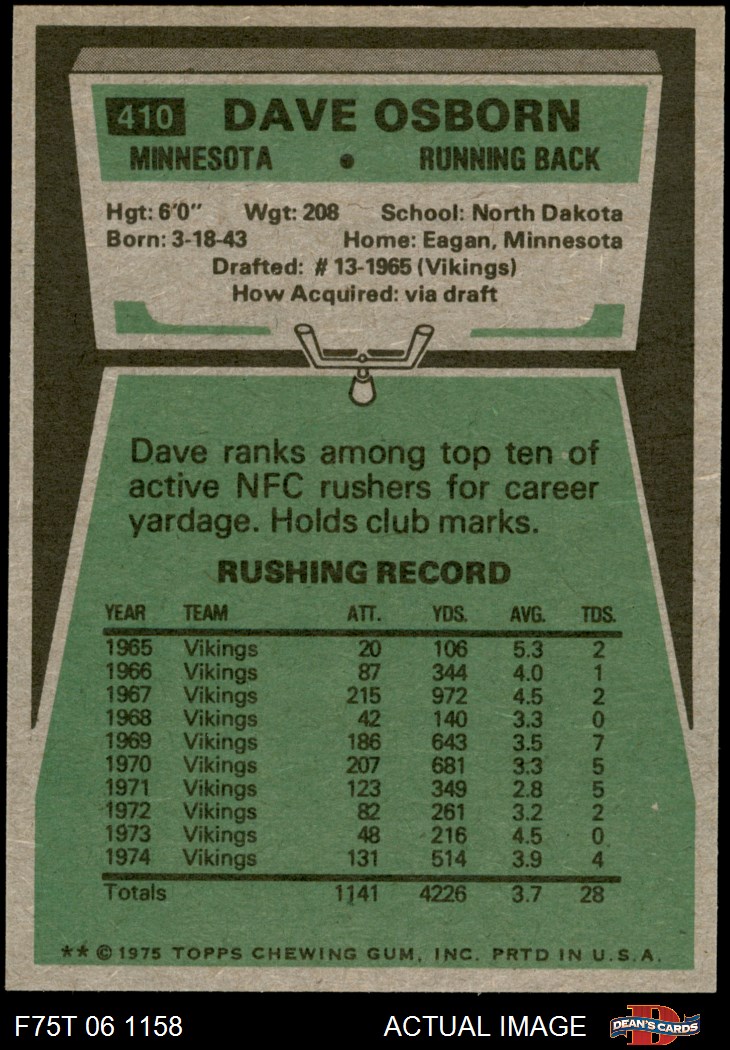 410 DAVE OSBORN
MINNESOTA • RUNNING BACK
Hgt: 6'0" Wgt: 208 School: North Dakota
Born: 3-18-43 Home: Eagan, Minnesota
Drafted: # 13-1965 (Vikings)
How Acquired: via draft
Dave ranks among top ten of
active NFC rushers for career
yardage. Holds club marks.
RUSHING RECORD
YEAR TEAM ATT. YDS. AVG. TDS.
1965 Vikings 20 106 5.3 2
1966 Vikings 87 344 4.0 1
1967 Vikings 215 972 4.5 2
1968 Vikings 42 140 3.3 0
1969 Vikings 186 643 3.5 7
1970 Vikings 207 681 3.3 5
1971 Vikings 123 349 2.8 5
1972 Vikings 82 261 3.2 2
1973 Vikings 48 216 4.5 0
1974 Vikings 131 514 3.9 4
Totals 1141 4226 3.7 28
** © 1975 TOPPS CHEWING GUM, INC. PRTD IN U.S.A.
F75T 06 1158 ACTUAL IMAGE D DEAN'S CARDS